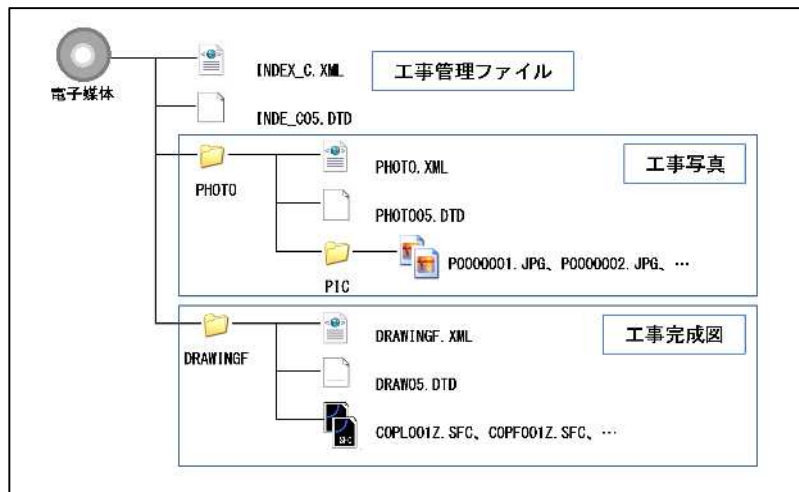 電子媒体
INDEX_C.XML
工事管理ファイル
INDE_C05.DTD
PHOTO
PHOTO.XML
工事写真
PHOTO05.DTD
PIC
P0000001.JPG、P0000002.JPG、…
DRAWINGF
DRAWINGF.XML
工事完成図
DRAW05.DTD
SFC
COPL001Z.SFC、COPF001Z.SFC、…